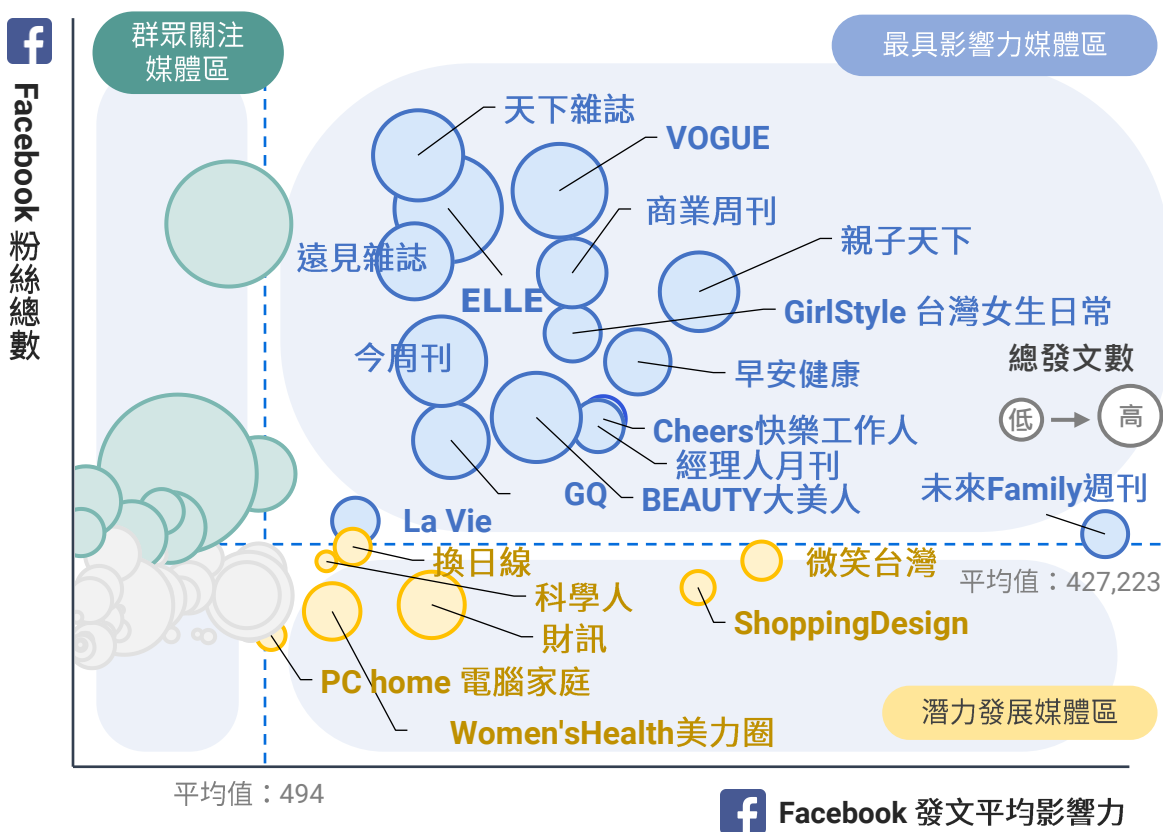 群眾關注
媒體區
最具影響力媒體區
Facebook 粉絲總數
天下雜誌
VOGUE
商業周刊
親子天下
遠見雜誌
ELLE
GirlStyle 台灣女生日常
今周刊
早安健康
總發文數
低
高
Cheers快樂工作人
經理人月刊
GQ
BEAUTY大美人
未來Family週刊
La Vie
換日線
微笑台灣
平均值：427,223
科學人
ShoppingDesign
財訊
PC home 電腦家庭
潛力發展媒體區
Women'sHealth美力圈
平均值：494
Facebook 發文平均影響力